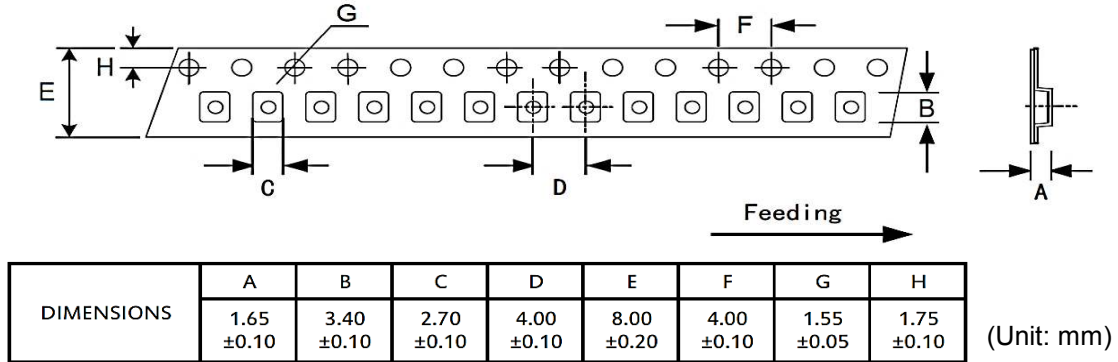 G
F
H
E
B
C
D
A
Feeding
DIMENSIONS A B C D E F G H
1.65 3.40 2.70 4.00 8.00 4.00 1.55 1.75
±0.10 ±0.10 ±0.10 ±0.10 ±0.20 ±0.10 ±0.05 ±0.10
(Unit: mm)